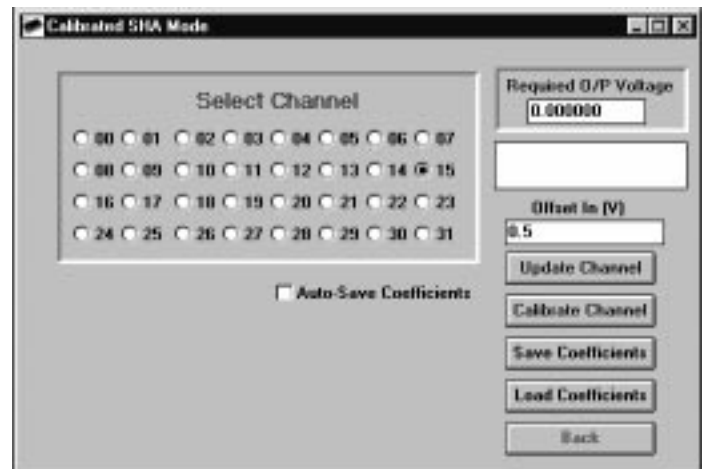 Calibrated SHA Mode
Select Channel
00 01 02 03 04 05 06 07
08 09 10 11 12 13 14 15
16 17 18 19 20 21 22 23
24 25 26 27 28 29 30 31
Auto-Save Coefficients
Required O/P Voltage
0.000000
Offset In (V)
0.5
Update Channel
Calibrate Channel
Save Coefficients
Load Coefficients
Back